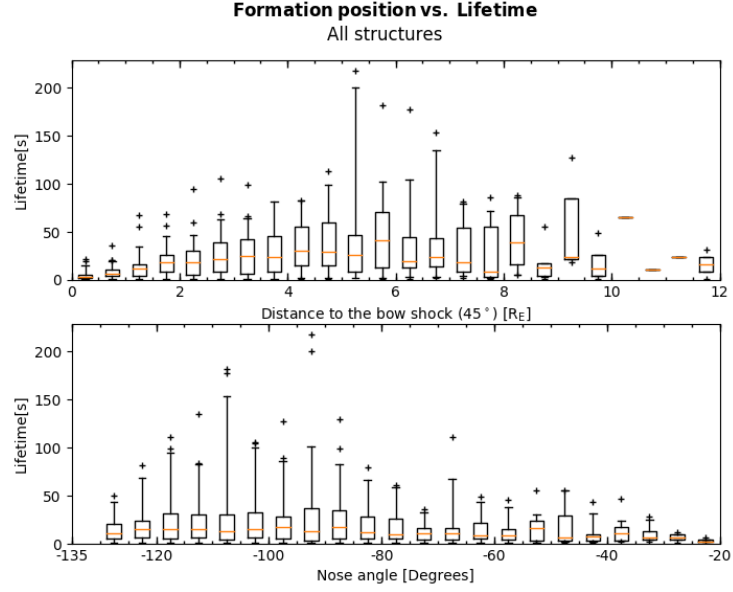 Formation position vs. Lifetime
All structures
Lifetime[s]
200
150
100
50
0
0 2 4 6 8 10 12
Distance to the bow shock (45°) [R_E]
Lifetime[s]
200
150
100
50
0
-135 -120 -100 -80 -60 -40 -20
Nose angle [Degrees]